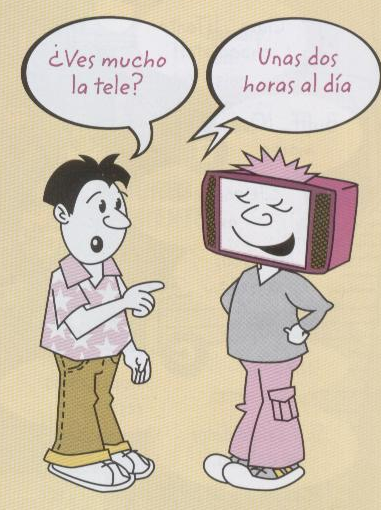 ¿Ves mucho
la tele?
Unas dos
horas al día